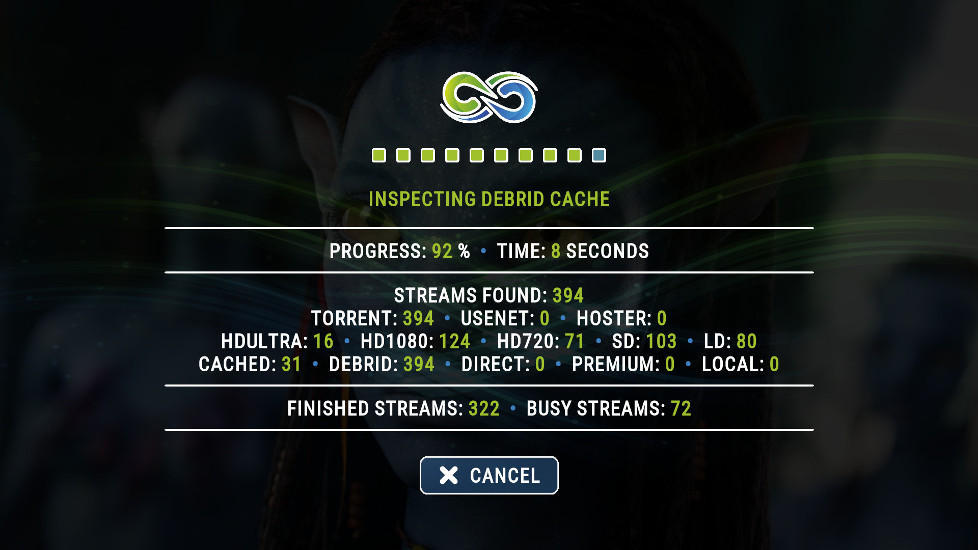 INSPECTING DEBRID CACHE
PROGRESS: 92 % • TIME: 8 SECONDS
STREAMS FOUND: 394
TORRENT: 394 • USENET: 0 • HOSTER: 0
HDULTRA: 16 • HD1080: 124 • HD720: 71 • SD: 103 • LD: 80
CACHED: 31 • DEBRID: 394 • DIRECT: 0 • PREMIUM: 0 • LOCAL: 0
FINISHED STREAMS: 322 • BUSY STREAMS: 72
CANCEL